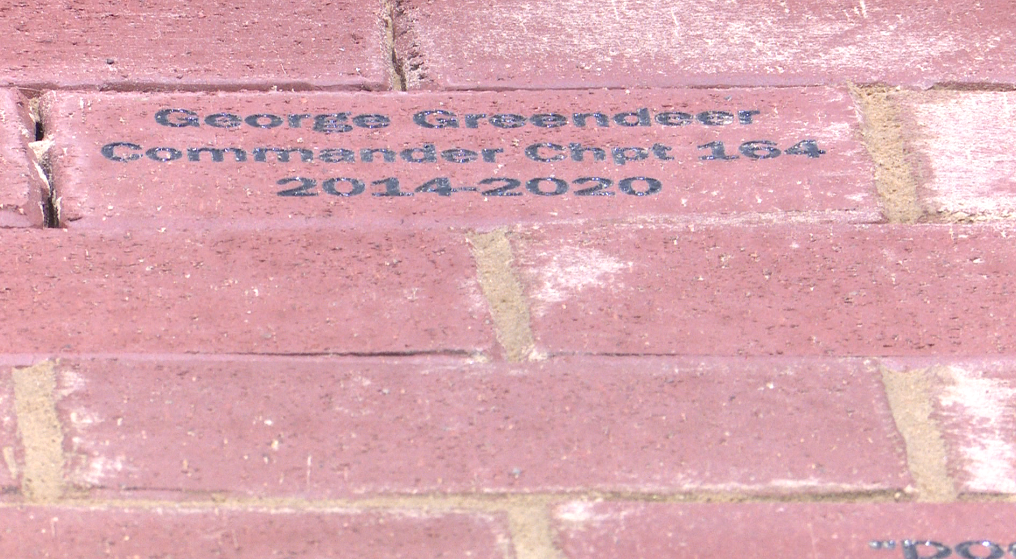 George Greendeer
Commander Chpt 164
2014-2020